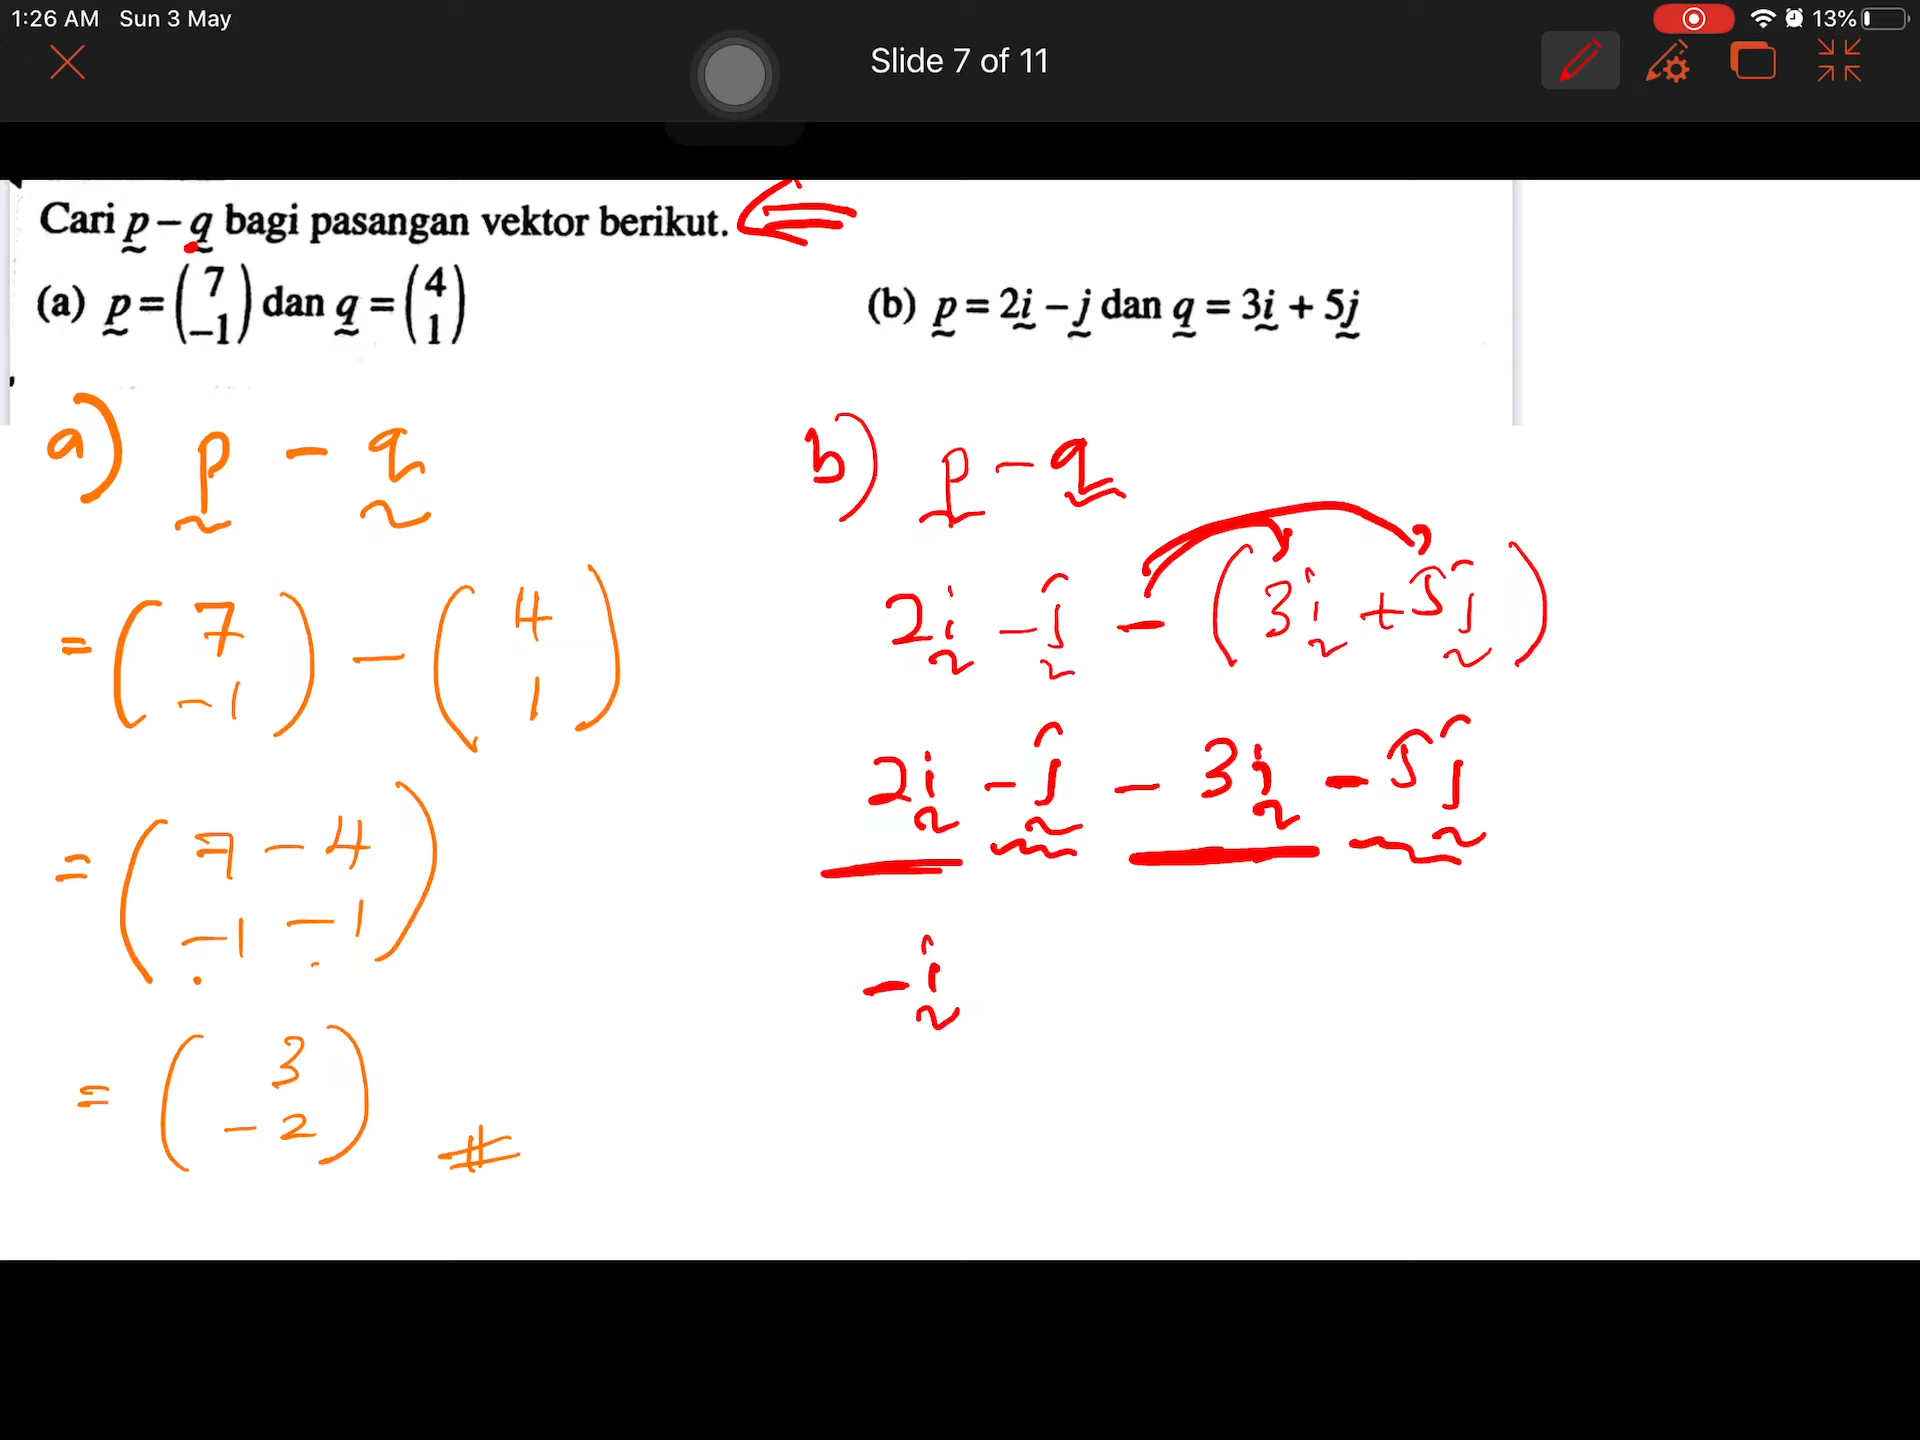 1:26 AM Sun 3 May
13%
Slide 7 of 11
Cari p – q bagi pasangan vektor berikut.
(a) p = (7 –1) dan q = (4 1)
(b) p = 2i – j dan q = 3i + 5j
a) p – q
= (7 –1) – (4 1)
= (7 – 4 –1 – 1)
= (3 –2) #
b) p – q
2i – j – (3i + 5j)
2i – j – 3i – 5j
– i